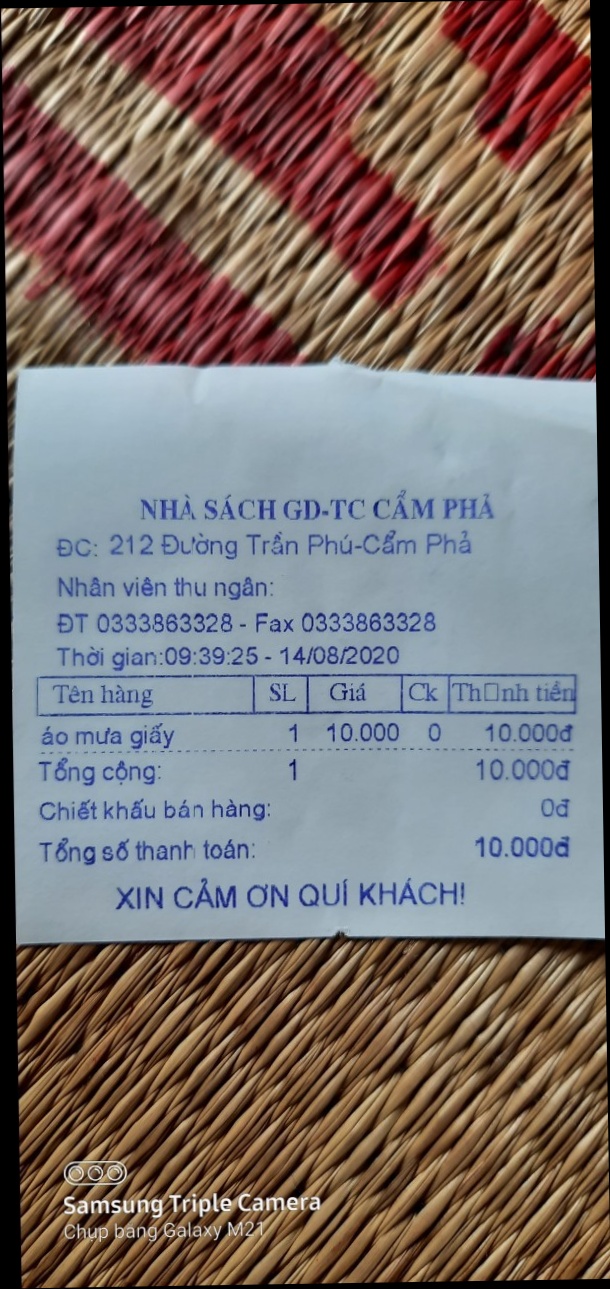 NHÀ SÁCH GD-TC CẨM PHẢ
ĐC: 212 Đường Trần Phú-Cẩm Phả
Nhân viên thu ngân:
ĐT 0333863328 - Fax 0333863328
Thời gian:09:39:25 - 14/08/2020
Tên hàng SL Giá Ck Th□nh tiền
áo mưa giấy 1 10.000 0 10.000đ
Tổng cộng: 1 10.000đ
Chiết khấu bán hàng: 0đ
Tổng số thanh toán: 10.000đ
XIN CẢM ƠN QUÍ KHÁCH!
Samsung Triple Camera
Chụp bằng Galaxy M21